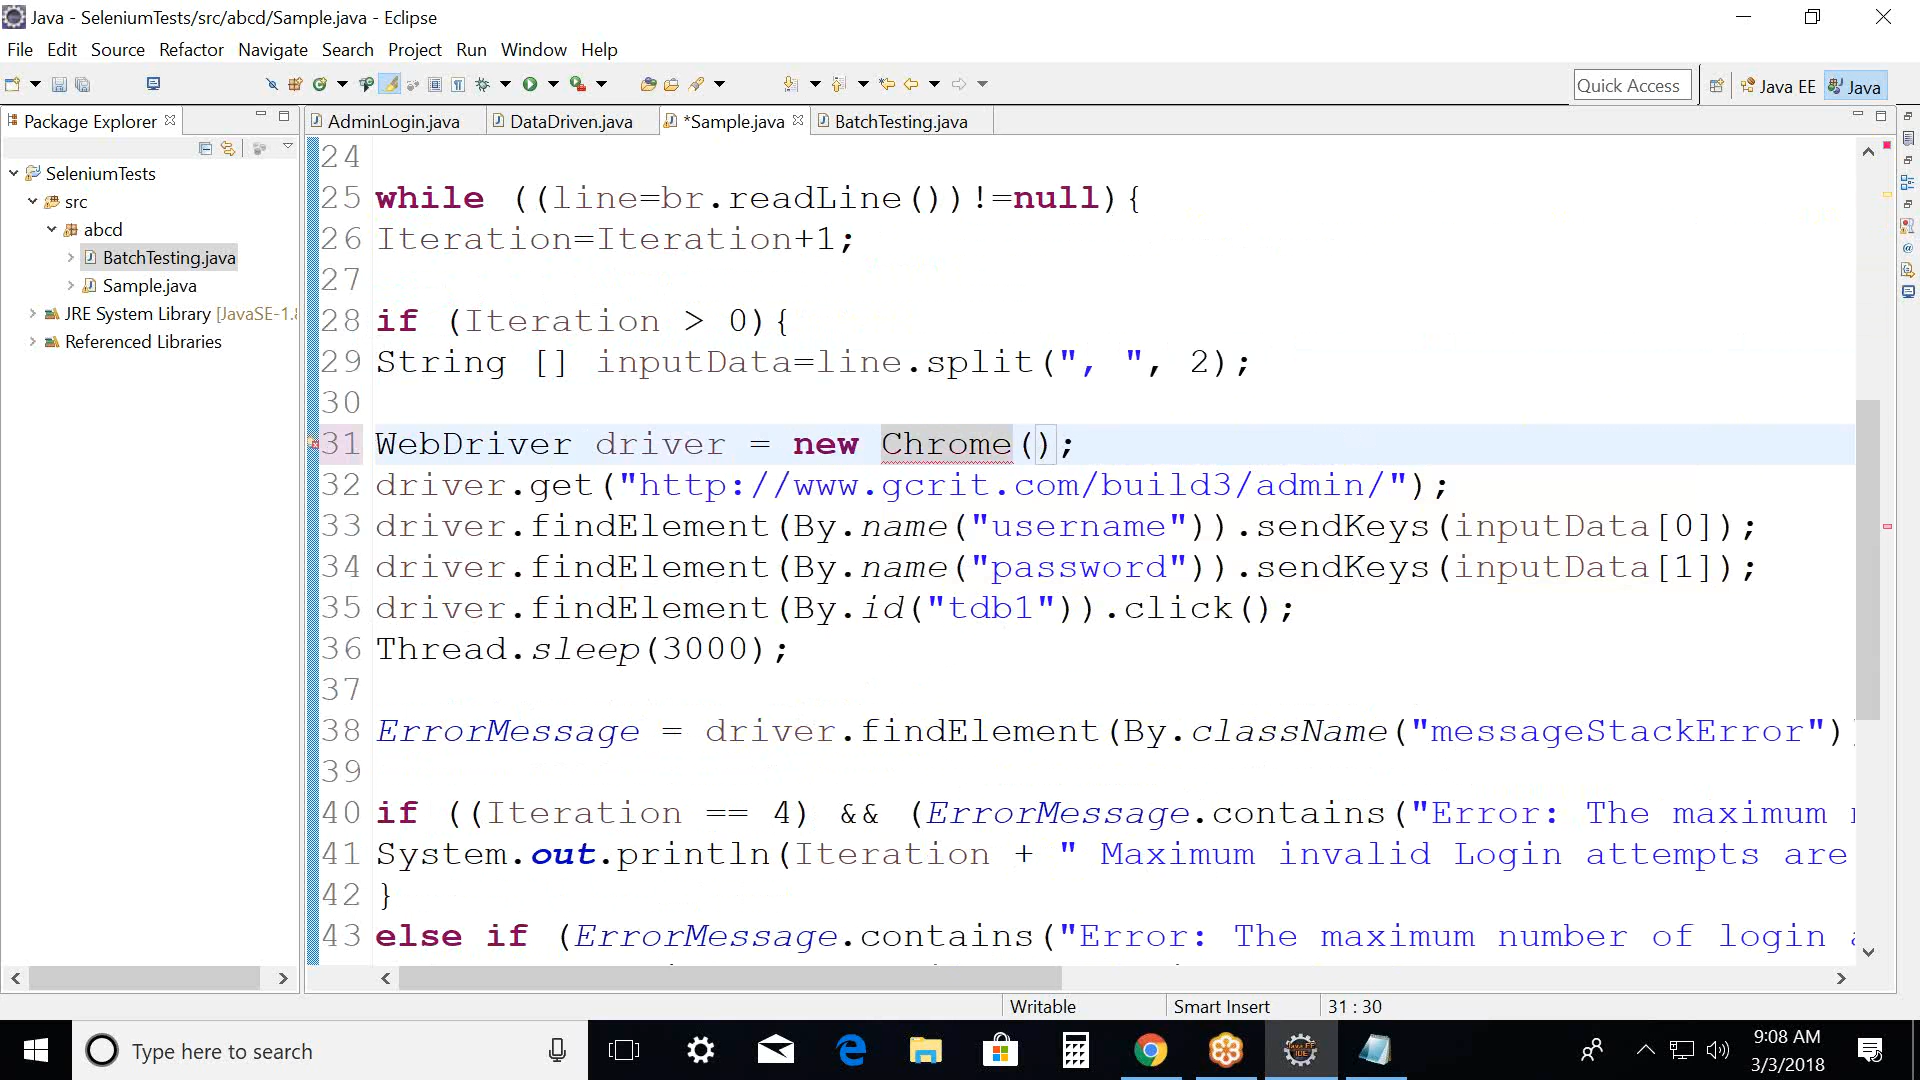 Java - SeleniumTests/src/abcd/Sample.java - Eclipse
File Edit Source Refactor Navigate Search Project Run Window Help
Quick Access Java EE Java
Package Explorer
AdminLogin.java DataDriven.java *Sample.java BatchTesting.java
SeleniumTests
src
abcd
BatchTesting.java
Sample.java
JRE System Library [JavaSE-1.8
Referenced Libraries
24
25 while ((line=br.readLine())!=null){
26 Iteration=Iteration+1;
27
28 if (Iteration > 0){
29 String [] inputData=line.split(", ", 2);
30
31 WebDriver driver = new Chrome();
32 driver.get("http://www.gcrit.com/build3/admin/");
33 driver.findElement(By.name("username")).sendKeys(inputData[0]);
34 driver.findElement(By.name("password")).sendKeys(inputData[1]);
35 driver.findElement(By.id("tdb1")).click();
36 Thread.sleep(3000);
37
38 ErrorMessage = driver.findElement(By.className("messageStackError")
39
40 if ((Iteration == 4) && (ErrorMessage.contains("Error: The maximum
41 System.out.println(Iteration + " Maximum invalid Login attempts are
42 }
43 else if (ErrorMessage.contains("Error: The maximum number of login
Writable Smart Insert 31 : 30
Type here to search
9:08 AM
3/3/2018